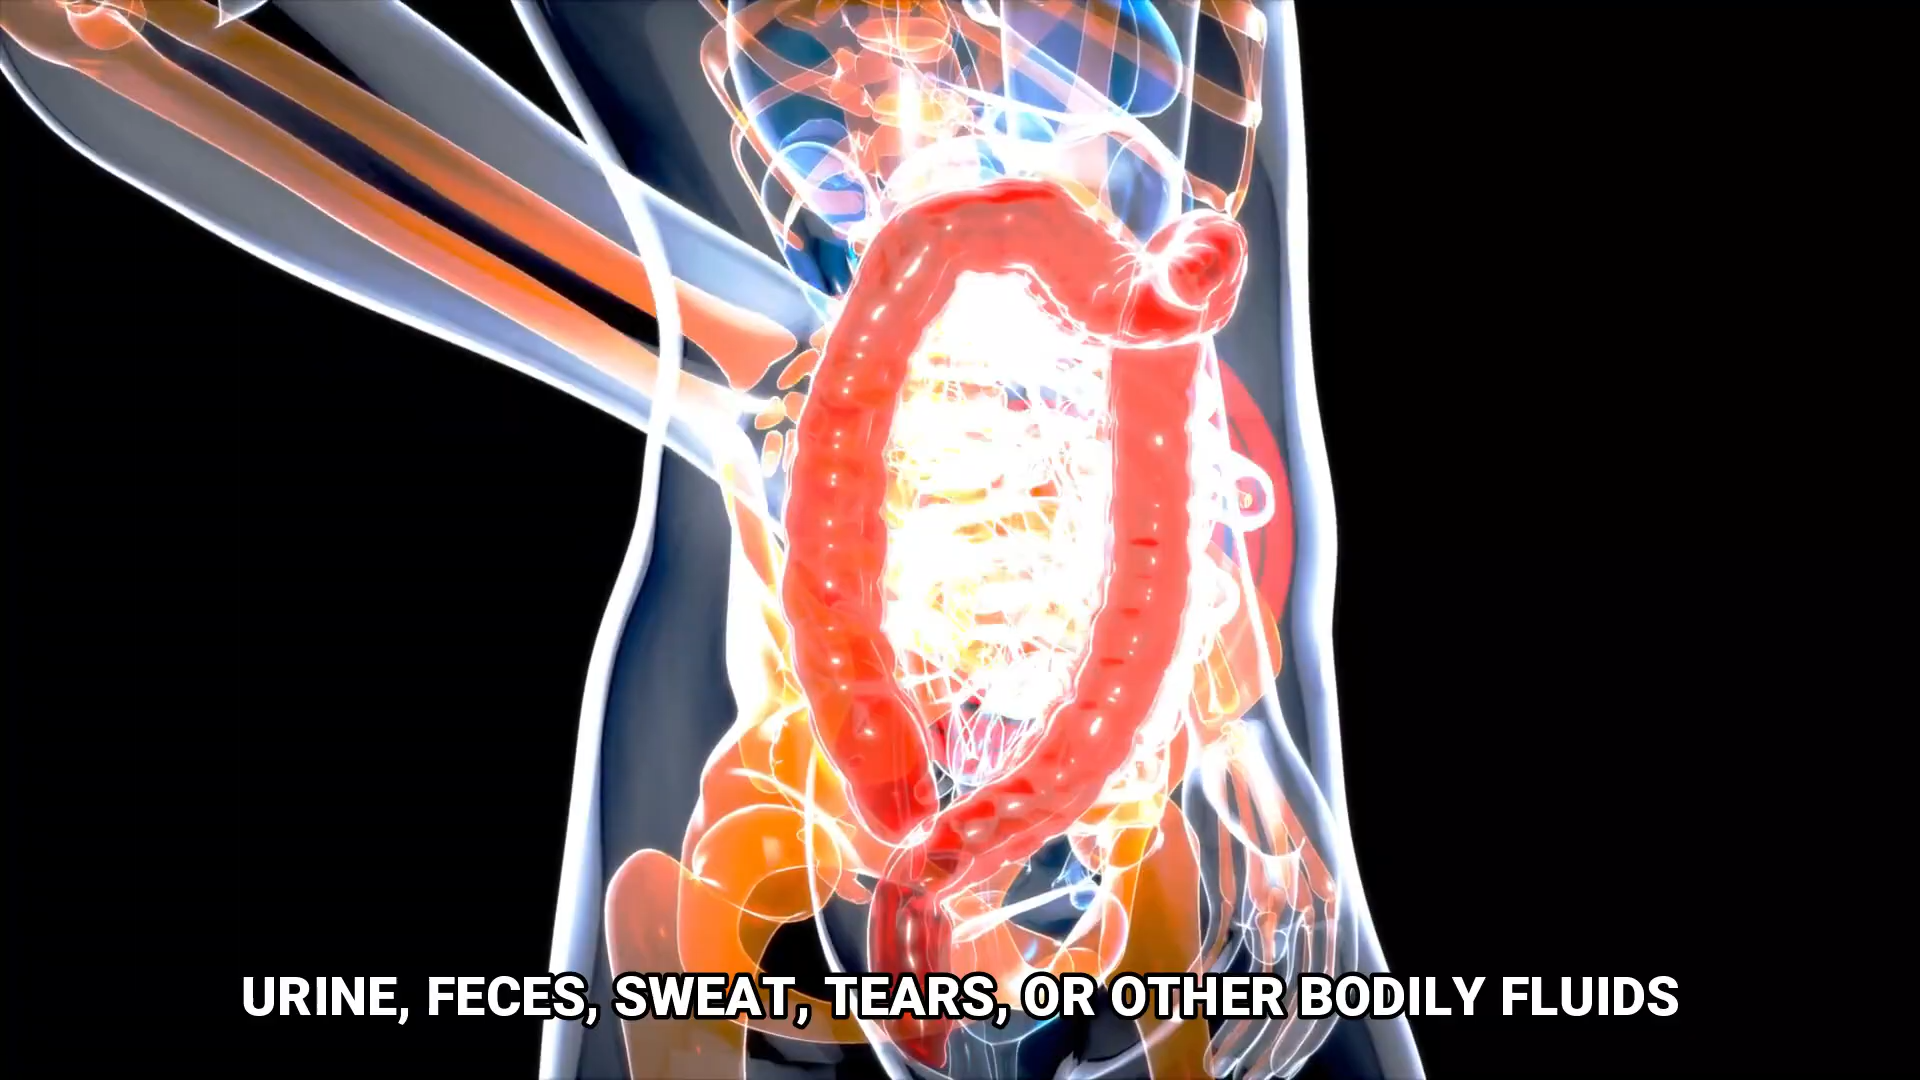 URINE, FECES, SWEAT, TEARS, OR OTHER BODILY FLUIDS